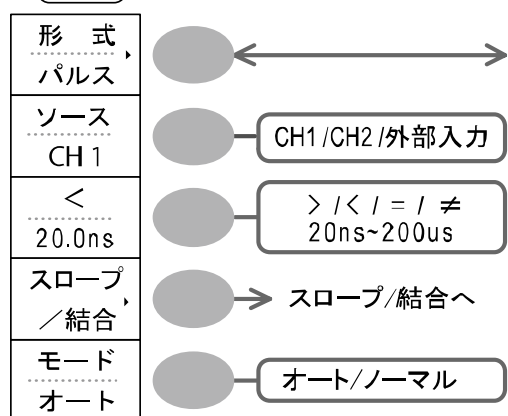 形 式
パルス
ソース
CH 1
CH1/CH2/外部入力
<
20.0ns
> /< / = / ≠
20ns~200us
スロープ
／結合
スロープ/結合へ
モード
オート
オート/ノーマル